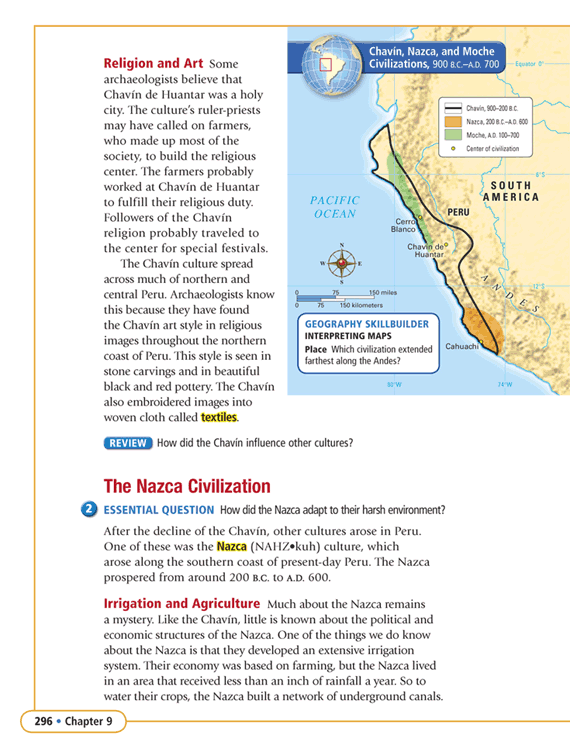 Religion and Art Some
archaeologists believe that
Chavín de Huantar was a holy
city. The culture's ruler-priests
may have called on farmers,
who made up most of the
society, to build the religious
center. The farmers probably
worked at Chavín de Huantar
to fulfill their religious duty.
Followers of the Chavín
religion probably traveled to
the center for special festivals.
The Chavín culture spread
across much of northern and
central Peru. Archaeologists know
this because they have found
the Chavín art style in religious
images throughout the northern
coast of Peru. This style is seen in
stone carvings and in beautiful
black and red pottery. The Chavín
also embroidered images into
woven cloth called textiles.
Chavín, Nazca, and Moche
Civilizations, 900 B.C.–A.D. 700
Equator 0°
Chavín, 900–200 B.C.
Nazca, 200 B.C.–A.D. 600
Moche, A.D. 100–700
Center of civilization
6°S
SOUTH
AMERICA
PACIFIC
OCEAN
PERU
Cerro
Blanco
Chavín de
Huantar
N
W E
S
ANDES
12°S
0 75 150 miles
0 75 150 kilometers
GEOGRAPHY SKILLBUILDER
INTERPRETING MAPS
Place Which civilization extended
farthest along the Andes?
Cahuachi
80°W
74°W
REVIEW How did the Chavín influence other cultures?
The Nazca Civilization
2 ESSENTIAL QUESTION How did the Nazca adapt to their harsh environment?
After the decline of the Chavín, other cultures arose in Peru.
One of these was the Nazca (NAHZ•kuh) culture, which
arose along the southern coast of present-day Peru. The Nazca
prospered from around 200 B.C. to A.D. 600.
Irrigation and Agriculture Much about the Nazca remains
a mystery. Like the Chavín, little is known about the political and
economic structures of the Nazca. One of the things we do know
about the Nazca is that they developed an extensive irrigation
system. Their economy was based on farming, but the Nazca lived
in an area that received less than an inch of rainfall a year. So to
water their crops, the Nazca built a network of underground canals.
296 • Chapter 9